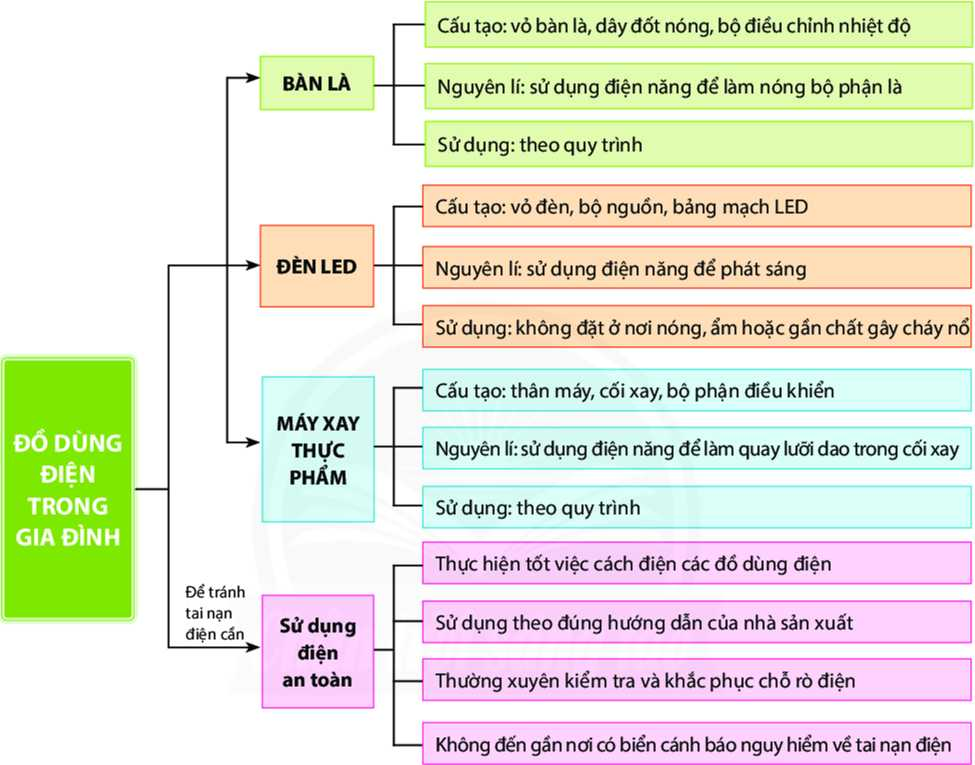 ĐỒ DÙNG
ĐIỆN
TRONG
GIA ĐÌNH
BÀN LÀ
Cấu tạo: vỏ bàn là, dây đốt nóng, bộ điều chỉnh nhiệt độ
Nguyên lí: sử dụng điện năng để làm nóng bộ phận là
Sử dụng: theo quy trình
ĐÈN LED
Cấu tạo: vỏ đèn, bộ nguồn, bảng mạch LED
Nguyên lí: sử dụng điện năng để phát sáng
Sử dụng: không đặt ở nơi nóng, ẩm hoặc gần chất gây cháy nổ
MÁY XAY
THỰC
PHẨM
Cấu tạo: thân máy, cối xay, bộ phận điều khiển
Nguyên lí: sử dụng điện năng để làm quay lưỡi dao trong cối xay
Sử dụng: theo quy trình
Để tránh
tai nạn
điện cần
Sử dụng
điện
an toàn
Thực hiện tốt việc cách điện các đồ dùng điện
Sử dụng theo đúng hướng dẫn của nhà sản xuất
Thường xuyên kiểm tra và khắc phục chỗ rò điện
Không đến gần nơi có biển cánh báo nguy hiểm về tai nạn điện